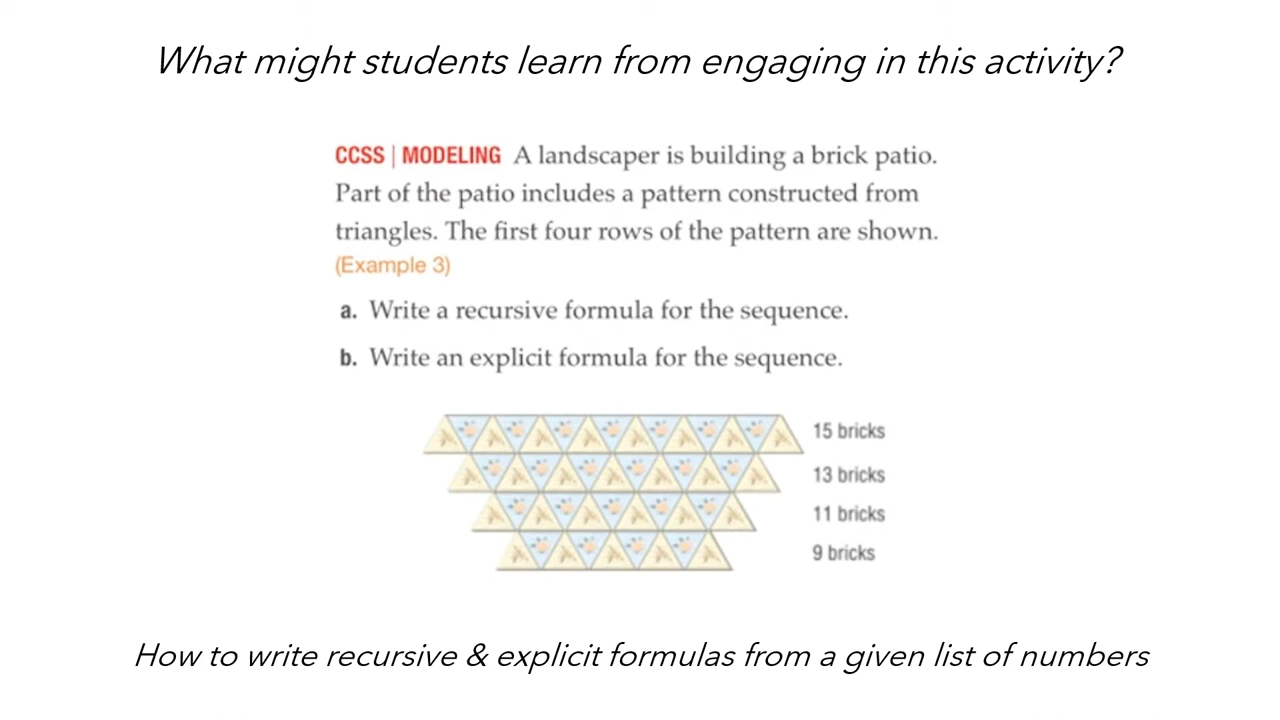 What might students learn from engaging in this activity?
CCSS | MODELING A landscaper is building a brick patio.
Part of the patio includes a pattern constructed from
triangles. The first four rows of the pattern are shown.
(Example 3)
a. Write a recursive formula for the sequence.
b. Write an explicit formula for the sequence.
15 bricks
13 bricks
11 bricks
9 bricks
How to write recursive & explicit formulas from a given list of numbers